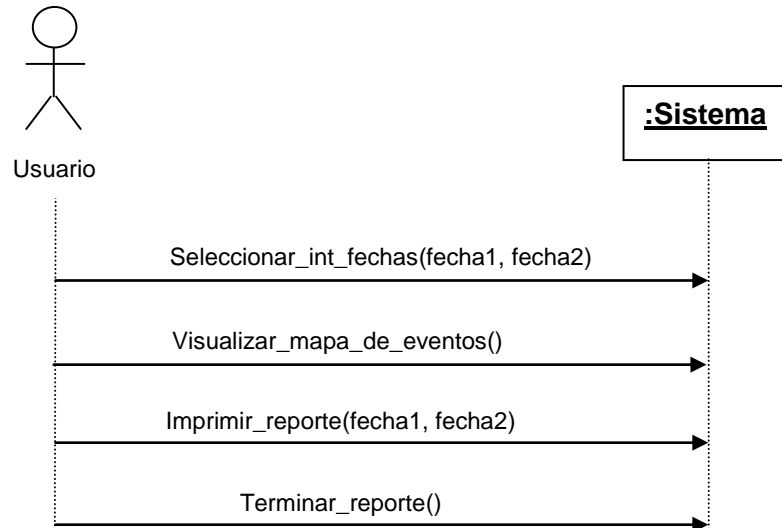 :Sistema
Usuario
Seleccionar_int_fechas(fecha1, fecha2)
Visualizar_mapa_de_eventos()
Imprimir_reporte(fecha1, fecha2)
Terminar_reporte()